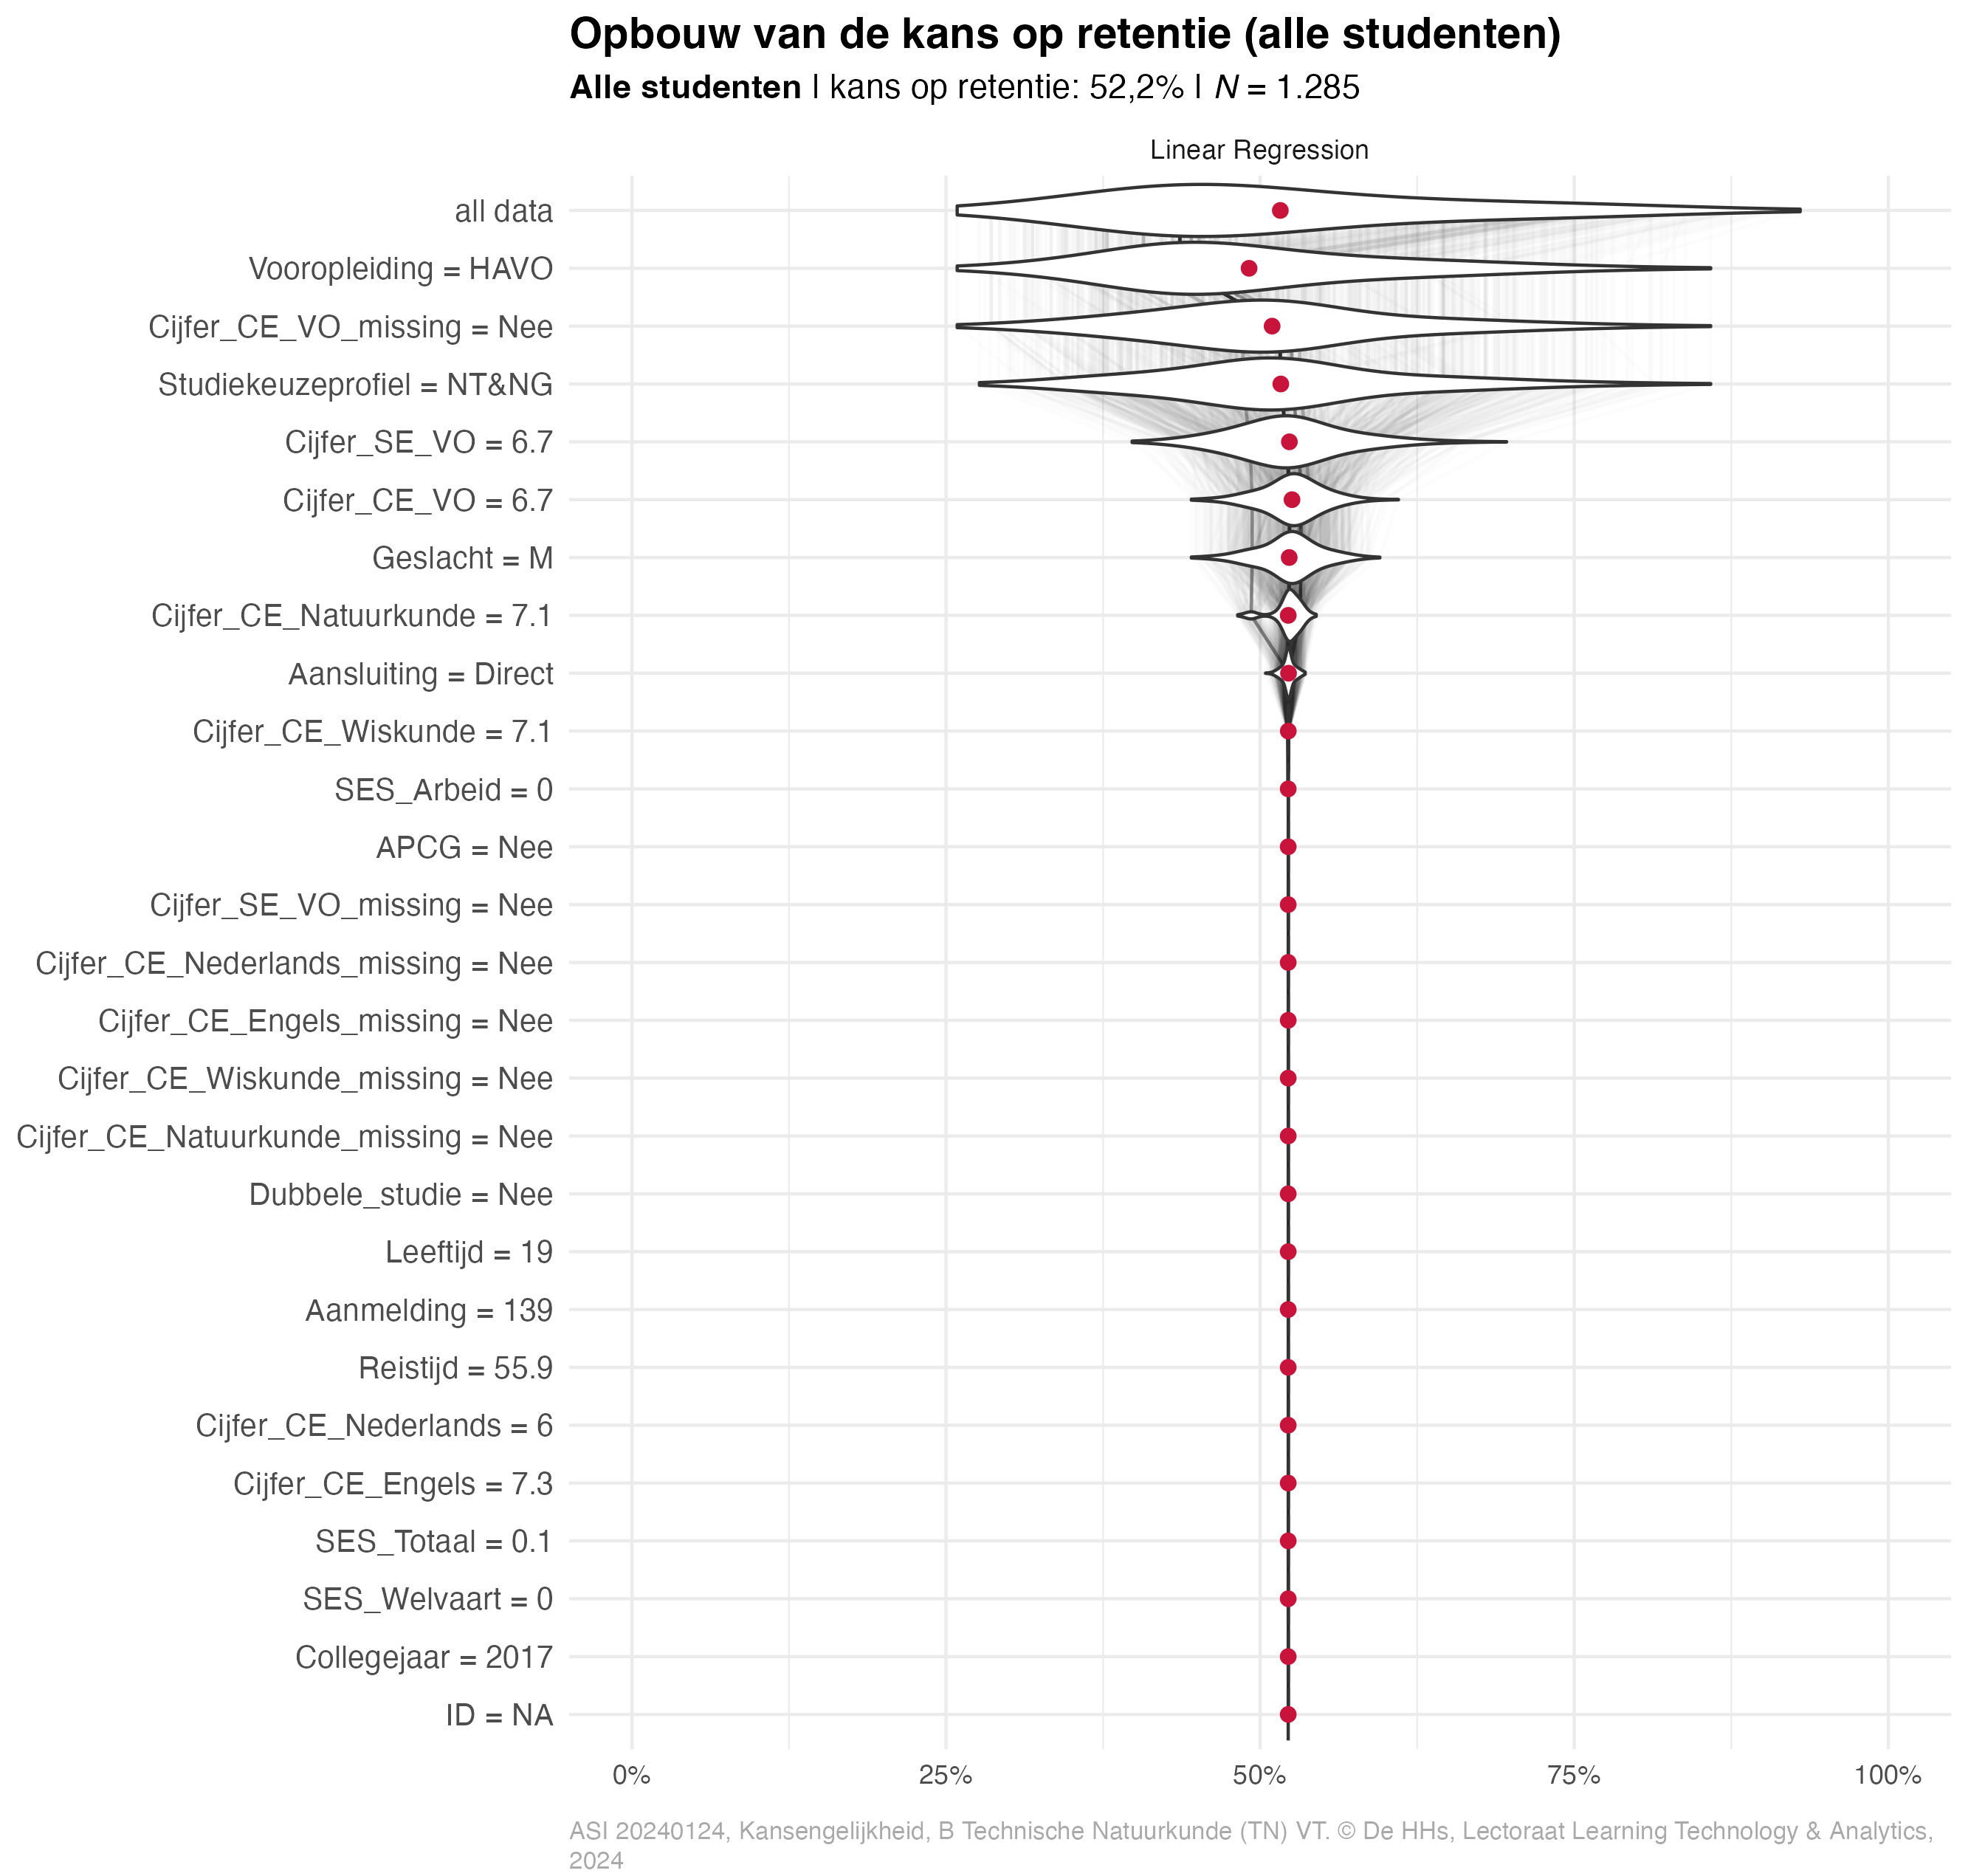 Opbouw van de kans op retentie (alle studenten)
Alle studenten | kans op retentie: 52,2% | N = 1.285
Linear Regression
all data
Vooropleiding = HAVO
Cijfer_CE_VO_missing = Nee
Studiekeuzeprofiel = NT&NG
Cijfer_SE_VO = 6.7
Cijfer_CE_VO = 6.7
Geslacht = M
Cijfer_CE_Natuurkunde = 7.1
Aansluiting = Direct
Cijfer_CE_Wiskunde = 7.1
SES_Arbeid = 0
APCG = Nee
Cijfer_SE_VO_missing = Nee
Cijfer_CE_Nederlands_missing = Nee
Cijfer_CE_Engels_missing = Nee
Cijfer_CE_Wiskunde_missing = Nee
Cijfer_CE_Natuurkunde_missing = Nee
Dubbele_studie = Nee
Leeftijd = 19
Aanmelding = 139
Reistijd = 55.9
Cijfer_CE_Nederlands = 6
Cijfer_CE_Engels = 7.3
SES_Totaal = 0.1
SES_Welvaart = 0
Collegejaar = 2017
ID = NA
0% 25% 50% 75% 100%
ASI 20240124, Kansengelijkheid, B Technische Natuurkunde (TN) VT. © De HHs, Lectoraat Learning Technology & Analytics,
2024